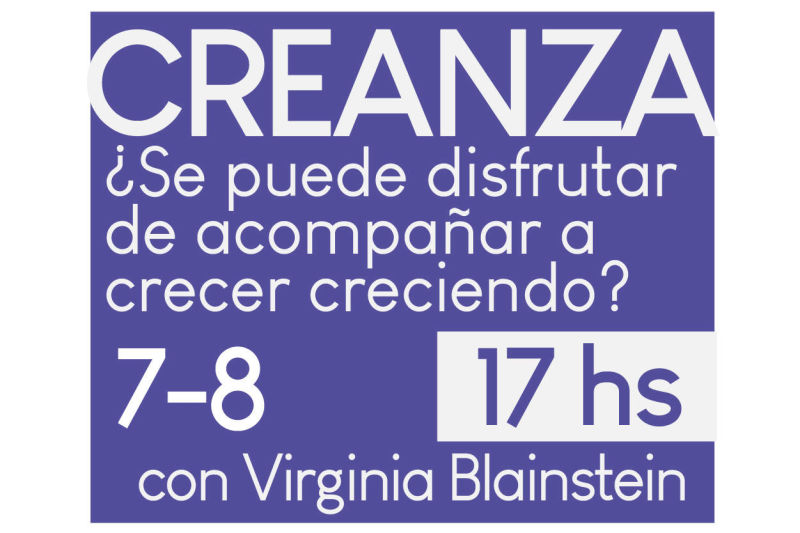 CREANZA
¿Se puede disfrutar
de acompañar a
crecer creciendo?
7-8
17 hs
con Virginia Blainstein